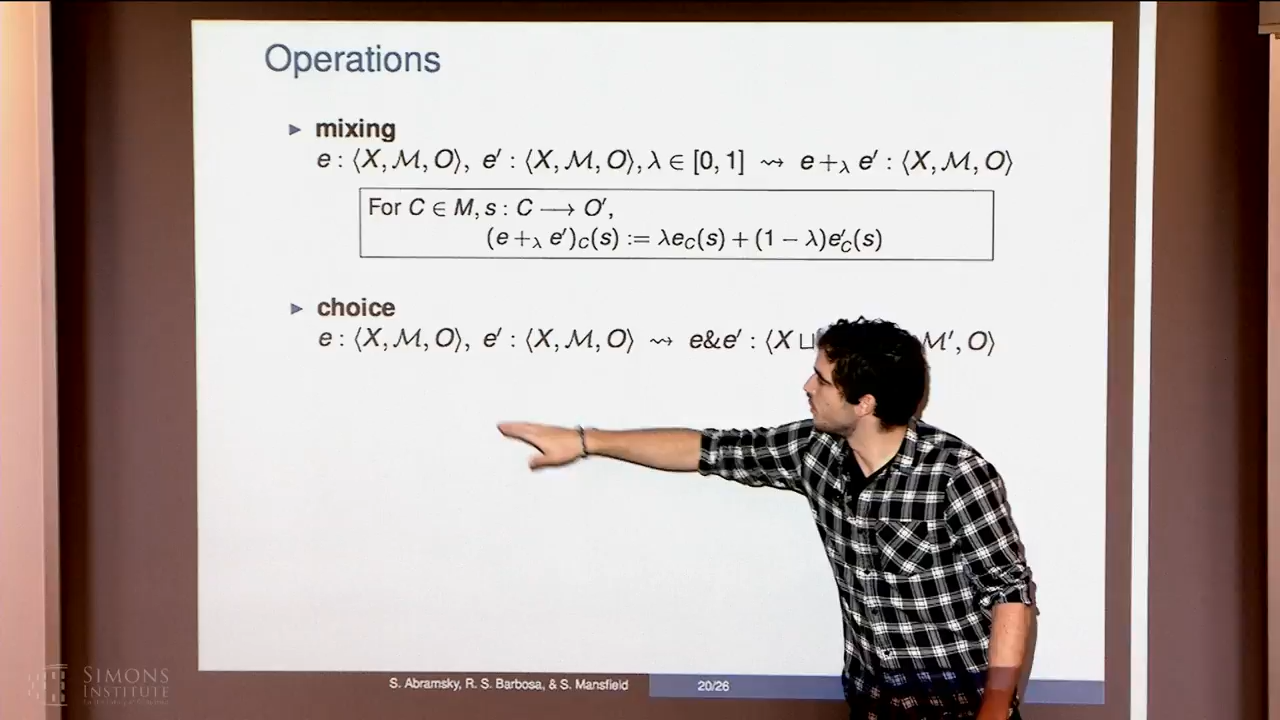 Operations
▶ mixing
e : ⟨X, M, O⟩, e′ : ⟨X, M, O⟩, λ ∈ [0, 1] ⇝ e +λ e′ : ⟨X, M, O⟩
For C ∈ M, s : C ⟶ O′,
(e +λ e′)C(s) := λeC(s) + (1 − λ)e′C(s)
▶ choice
e : ⟨X, M, O⟩, e′ : ⟨X, M, O⟩ ⇝ e&e′ : ⟨X ⊔ M′, O⟩
S. Abramsky, R. S. Barbosa, & S. Mansfield 20/26
SIMONS
INSTITUTE